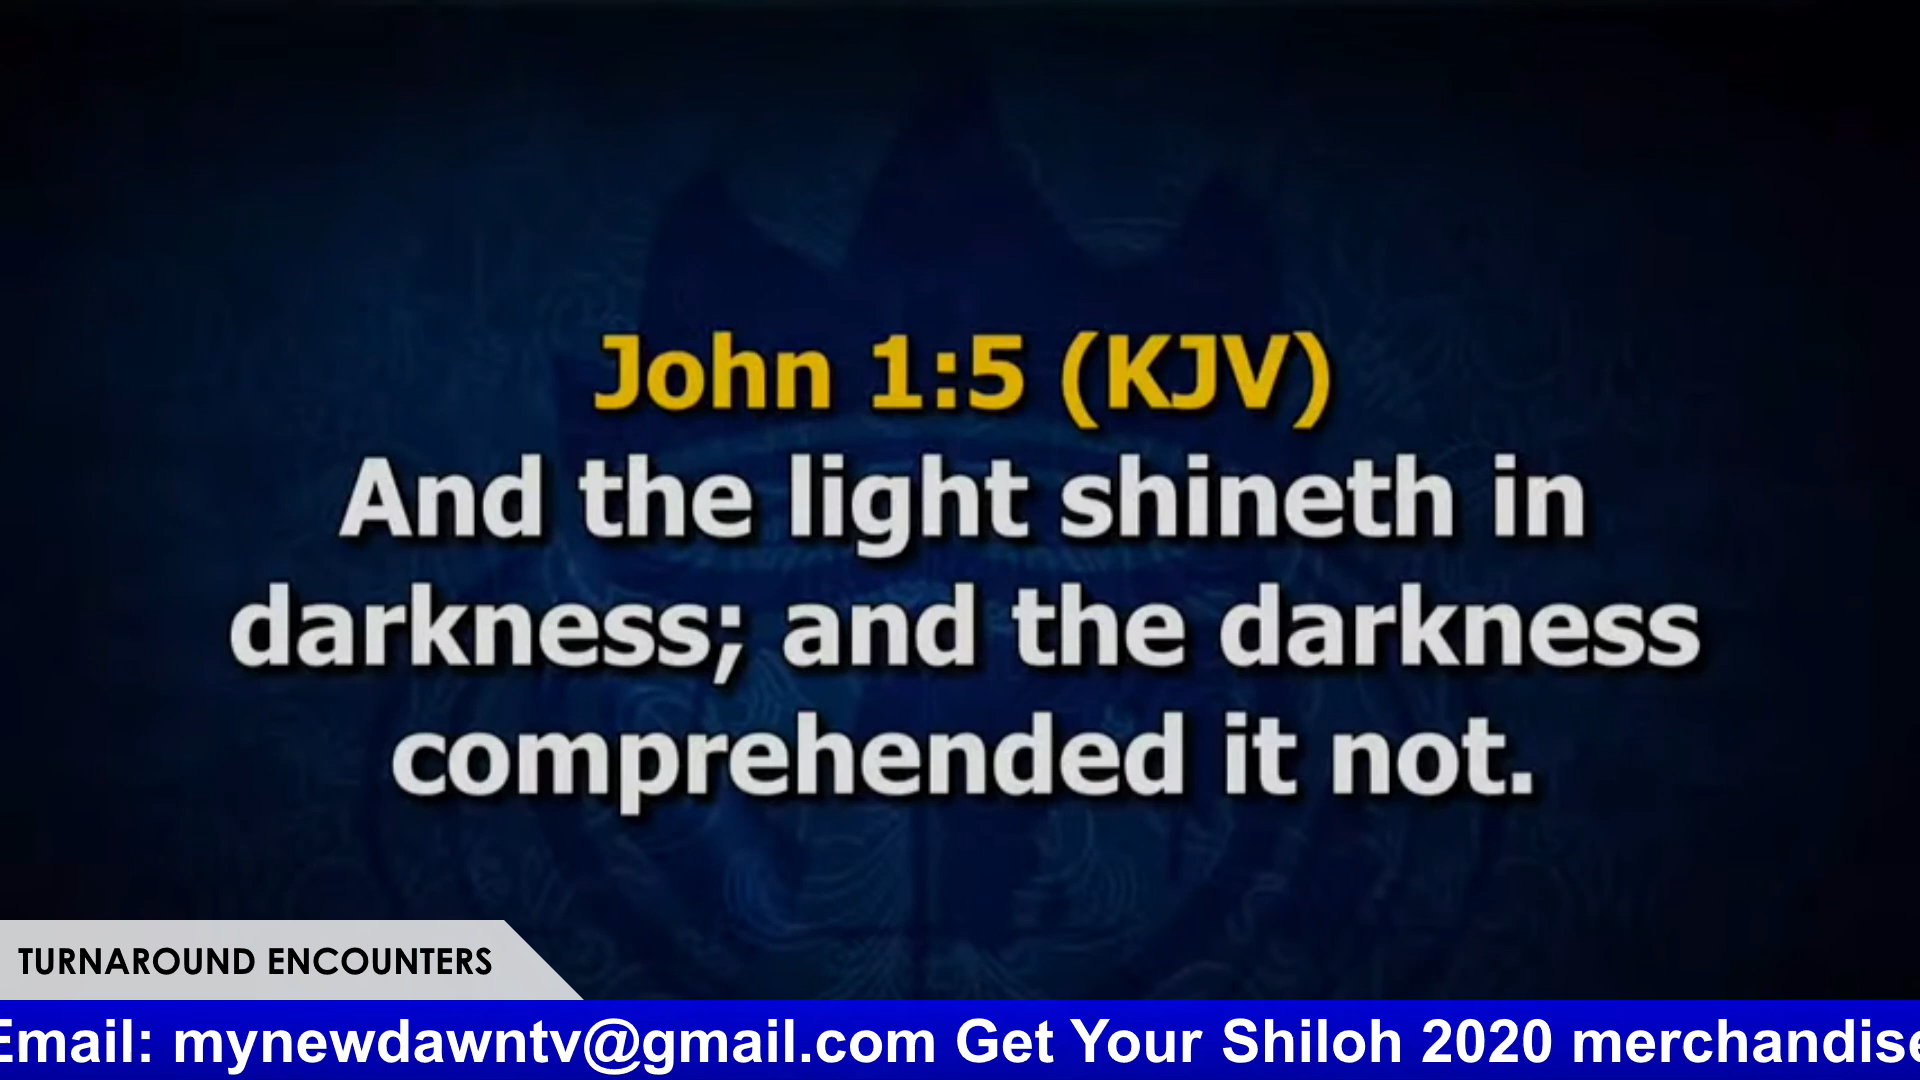 John 1:5 (KJV)
And the light shineth in
darkness; and the darkness
comprehended it not.
TURNAROUND ENCOUNTERS
Email: mynewdawntv@gmail.com Get Your Shiloh 2020 merchandise